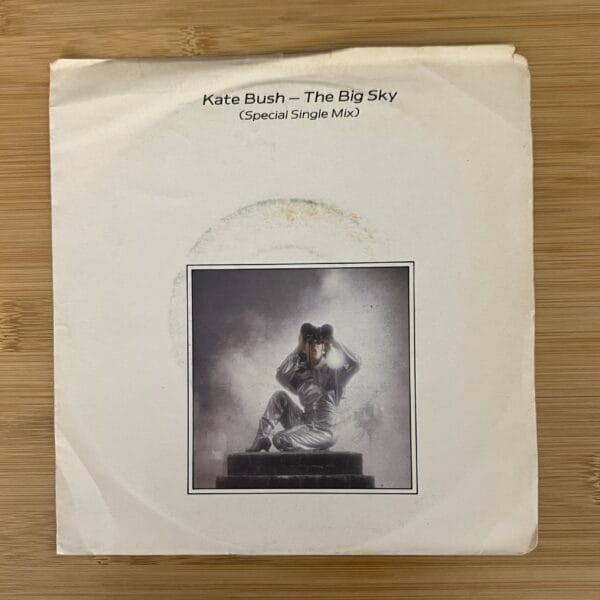 Kate Bush – The Big Sky
(Special Single Mix)